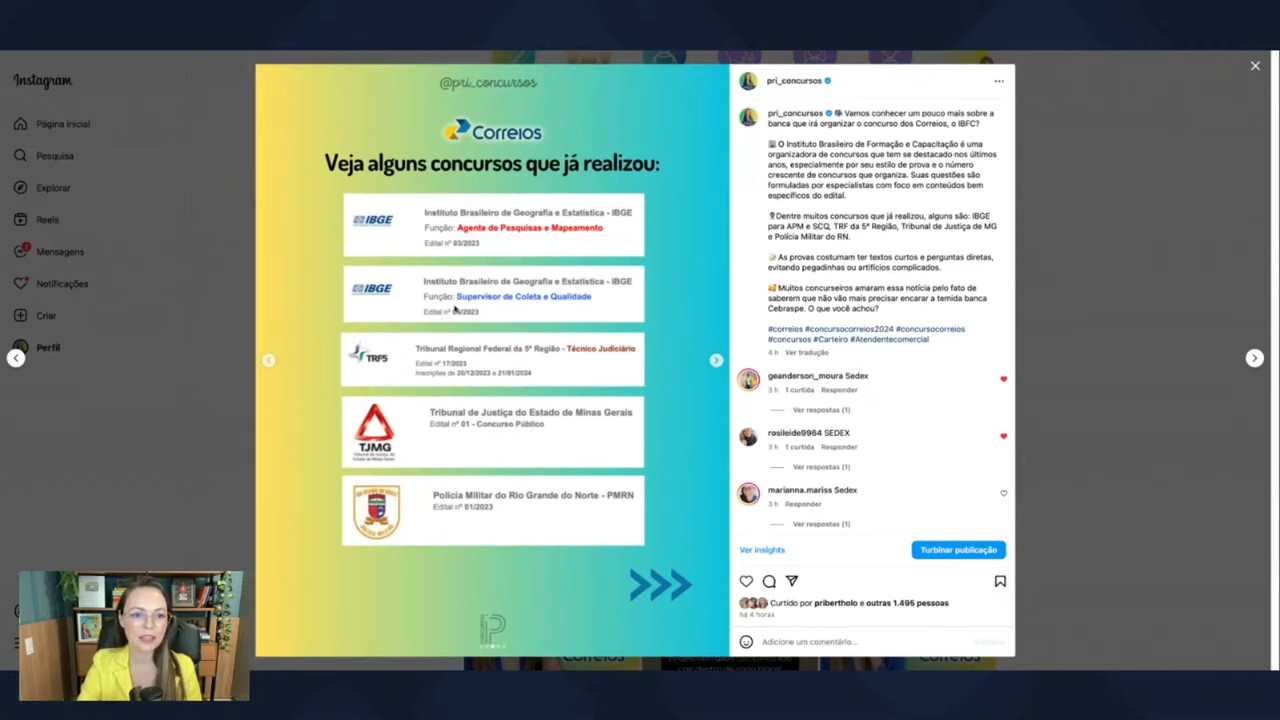 Instagram
Página inicial
Pesquisa
Explorar
Reels
Mensagens
Notificações
Criar
Perfil
@pri_concursos
Correios
Veja alguns concursos que já realizou:
IBGE
Instituto Brasileiro de Geografia e Estatística - IBGE
Função: Agente de Pesquisas e Mapeamento
Edital nº 03/2023
IBGE
Instituto Brasileiro de Geografia e Estatística - IBGE
Função: Supervisor de Coleta e Qualidade
Edital nº /2023
TRF5
Tribunal Regional Federal da 5ª Região - Técnico Judiciário
Edital nº 17/2023
Inscrições de 20/12/2023 a 21/01/2024
TJMG
Tribunal de Justiça do Estado de Minas Gerais
Edital nº 01 - Concurso Público
Polícia Militar do Rio Grande do Norte - PMRN
Edital nº 01/2023
pri_concursos
pri_concursos Vamos conhecer um pouco mais sobre a
banca que irá organizar o concurso dos Correios, o IBFC?
O Instituto Brasileiro de Formação e Capacitação é uma
organizadora de concursos que tem se destacado nos últimos
anos, especialmente por seu estilo de prova e o número
crescente de concursos que organiza. Suas questões são
formuladas por especialistas com foco em conteúdos bem
específicos do edital.
Dentre muitos concursos que já realizou, alguns são: IBGE
para APM e SCQ, TRF da 5ª Região, Tribunal de Justiça de MG
e Polícia Militar do RN.
As provas costumam ter textos curtos e perguntas diretas,
evitando pegadinhas ou artifícios complicados.
Muitos concurseiros amaram essa notícia pelo fato de
saberem que não vão mais precisar encarar a temida banca
Cebraspe. O que você achou?
#correios #concursocorreios2024 #concursocorreios
#concursos #Carteiro #Atendentecomercial
4 h Ver tradução
geanderson_moura Sedex
3 h 1 curtida Responder
Ver respostas (1)
rosileide9964 SEDEX
3 h 1 curtida Responder
Ver respostas (1)
marianna.mariss Sedex
3 h Responder
Ver respostas (1)
Ver insights
Turbinar publicação
Curtido por pribertholo e outras 1.495 pessoas
há 4 horas
Adicione um comentário...